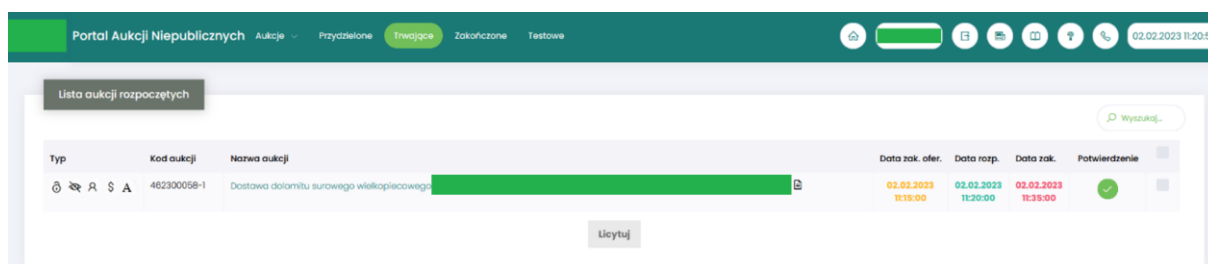 Portal Aukcji Niepublicznych Aukcje Przydzielone Trwające Zakończone Testowe 02.02.2023 11:20:5
Lista aukcji rozpoczętych
Wyszukaj...
Typ Kod aukcji Nazwa aukcji Data zak. ofer. Data rozp. Data zak. Potwierdzenie
$ A 462300058-1 Dostawa dolomitu surowego wielkopiecowego 02.02.2023 02.02.2023 02.02.2023
11:15:00 11:20:00 11:35:00
Licytuj